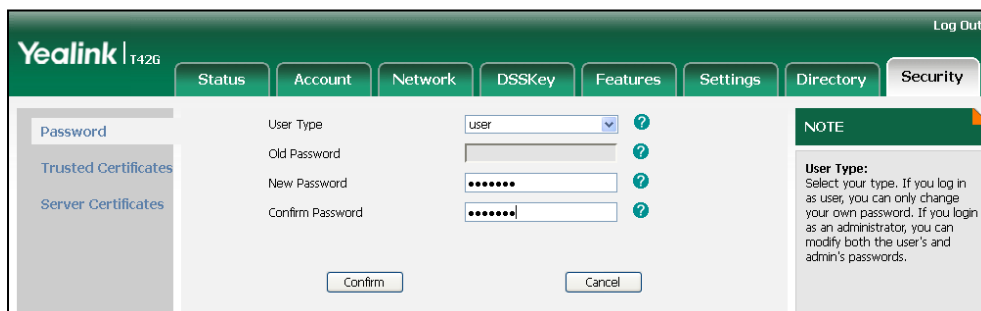 Log Out
Yealink | T42G
Status Account Network DSSKey Features Settings Directory Security
Password
Trusted Certificates
Server Certificates
User Type user ?
Old Password ?
New Password ••••••• ?
Confirm Password ••••••• ?
Confirm Cancel
NOTE
User Type:
Select your type. If you log in
as user, you can only change
your own password. If you login
as an administrator, you can
modify both the user's and
admin's passwords.